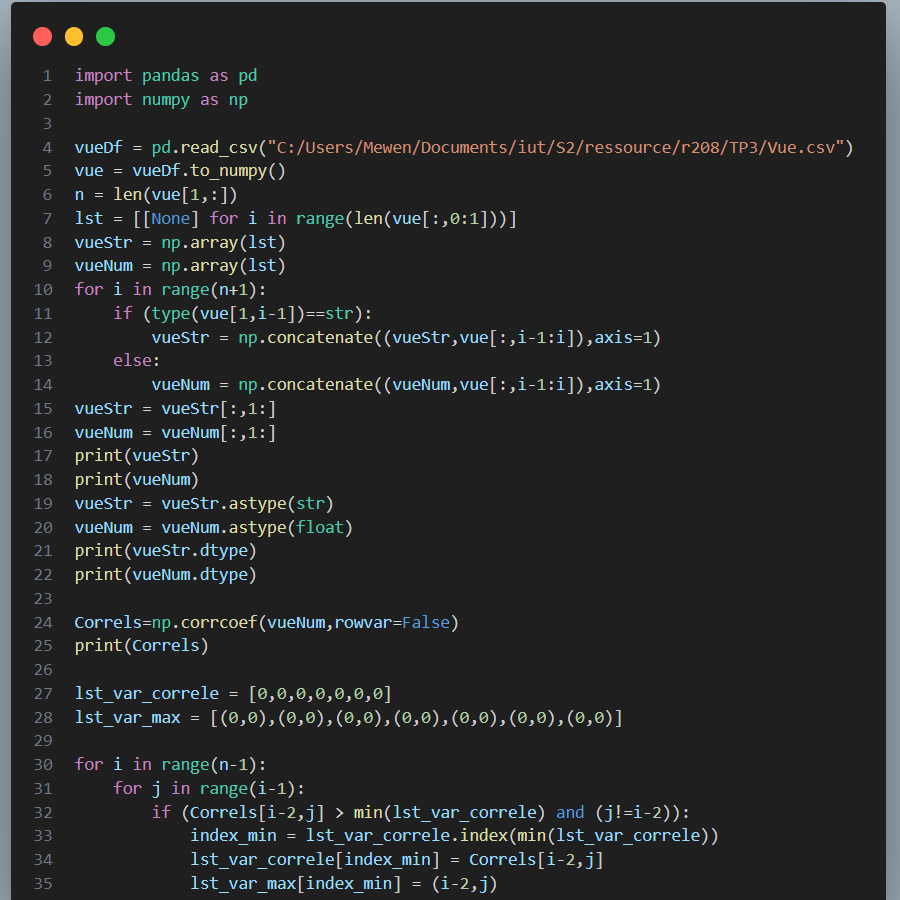 1 import pandas as pd
2 import numpy as np
3
4 vueDf = pd.read_csv("C:/Users/Mewen/Documents/iut/S2/ressource/r208/TP3/Vue.csv")
5 vue = vueDf.to_numpy()
6 n = len(vue[1,:])
7 lst = [[None] for i in range(len(vue[:,0:1]))]
8 vueStr = np.array(lst)
9 vueNum = np.array(lst)
10 for i in range(n+1):
11     if (type(vue[1,i-1])==str):
12         vueStr = np.concatenate((vueStr,vue[:,i-1:i]),axis=1)
13     else:
14         vueNum = np.concatenate((vueNum,vue[:,i-1:i]),axis=1)
15 vueStr = vueStr[:,1:]
16 vueNum = vueNum[:,1:]
17 print(vueStr)
18 print(vueNum)
19 vueStr = vueStr.astype(str)
20 vueNum = vueNum.astype(float)
21 print(vueStr.dtype)
22 print(vueNum.dtype)
23
24 Correls=np.corrcoef(vueNum,rowvar=False)
25 print(Correls)
26
27 lst_var_correle = [0,0,0,0,0,0,0]
28 lst_var_max = [(0,0),(0,0),(0,0),(0,0),(0,0),(0,0),(0,0)]
29
30 for i in range(n-1):
31     for j in range(i-1):
32         if (Correls[i-2,j] > min(lst_var_correle) and (j!=i-2)):
33             index_min = lst_var_correle.index(min(lst_var_correle))
34             lst_var_correle[index_min] = Correls[i-2,j]
35             lst_var_max[index_min] = (i-2,j)